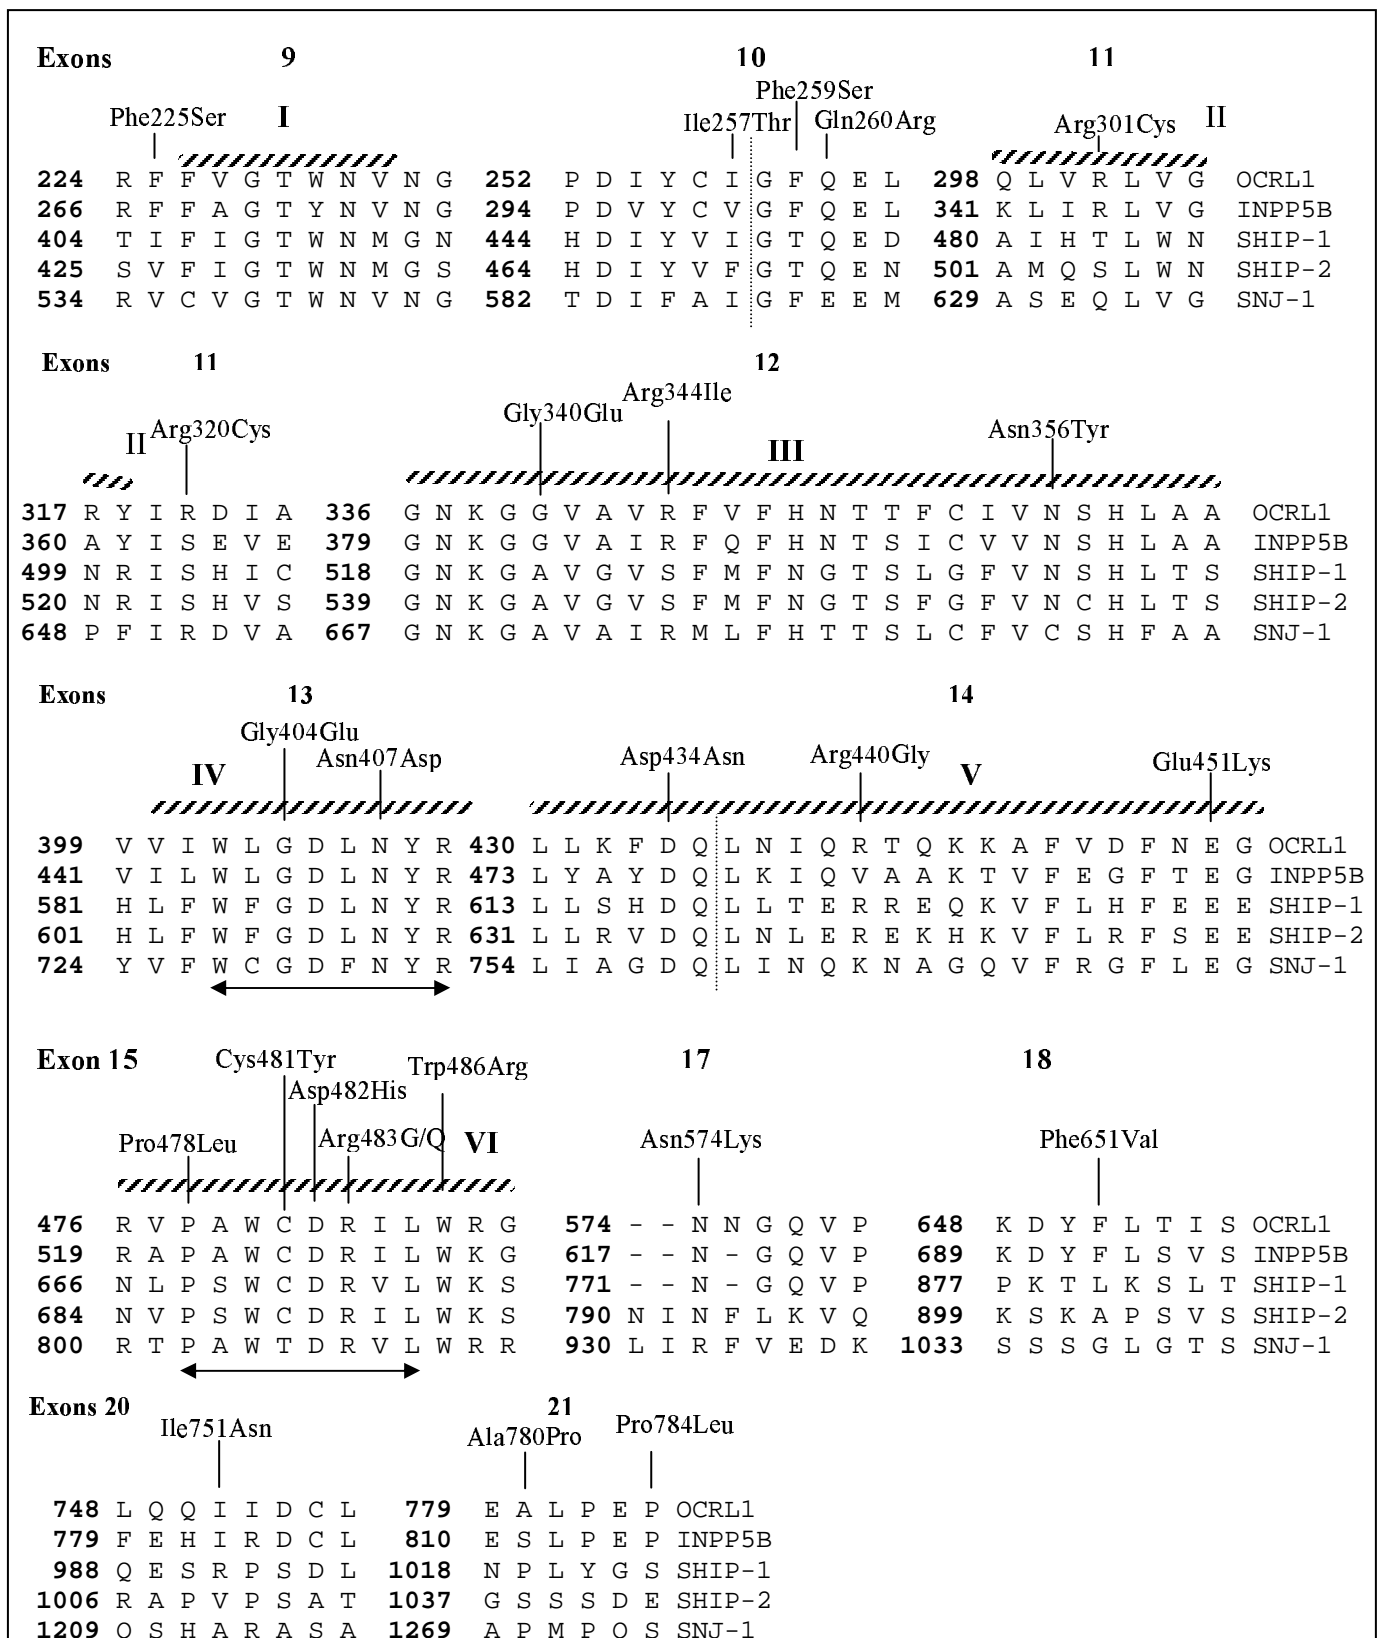 Exons 9 10 11
Phe259Ser
Phe225Ser I Ile257Thr Gln260Arg Arg301Cys II
224 R F F V G T W N V N G 252 P D I Y C I G F Q E L 298 Q L V R L V G OCRL1
266 R F F A G T Y N V N G 294 P D V Y C V G F Q E L 341 K L I R L V G INPP5B
404 T I F I G T W N M G N 444 H D I Y V I G T Q E D 480 A I H T L W N SHIP-1
425 S V F I G T W N M G S 464 H D I Y V F G T Q E N 501 A M Q S L W N SHIP-2
534 R V C V G T W N V N G 582 T D I F A I G F E E M 629 A S E Q L V G SNJ-1
Exons 11 12
Arg344Ile
Gly340Glu
II Arg320Cys III Asn356Tyr
317 R Y I R D I A 336 G N K G G V A V R F V F H N T T F C I V N S H L A A OCRL1
360 A Y I S E V E 379 G N K G G V A I R F Q F H N T S I C V V N S H L A A INPP5B
499 N R I S H I C 518 G N K G A V G V S F M F N G T S L G F V N S H L T S SHIP-1
520 N R I S H V S 539 G N K G A V G V S F M F N G T S F G F V N C H L T S SHIP-2
648 P F I R D V A 667 G N K G A V A I R M L F H T T S L C F V C S H F A A SNJ-1
Exons 13 14
Gly404Glu
IV Asn407Asp Asp434Asn Arg440Gly V Glu451Lys
399 V V I W L G D L N Y R 430 L L K F D Q L N I Q R T Q K K A F V D F N E G OCRL1
441 V I L W L G D L N Y R 473 L Y A Y D Q L K I Q V A A K T V F E G F T E G INPP5B
581 H L F W F G D L N Y R 613 L L S H D Q L L T E R R E Q K V F L H F E E E SHIP-1
601 H L F W F G D L N Y R 631 L L R V D Q L N L E R E K H K V F L R F S E E SHIP-2
724 Y V F W C G D F N Y R 754 L I A G D Q L I N Q K N A G Q V F R G F L E G SNJ-1
Exon 15 Cys481Tyr Trp486Arg 17 18
Asp482His
Pro478Leu Arg483G/Q VI Asn574Lys Phe651Val
476 R V P A W C D R I L W R G 574 - - N N G Q V P 648 K D Y F L T I S OCRL1
519 R A P A W C D R I L W K G 617 - - N - G Q V P 689 K D Y F L S V S INPP5B
666 N L P S W C D R V L W K S 771 - - N - G Q V P 877 P K T L K S L T SHIP-1
684 N V P S W C D R I L W K S 790 N I N F L K V Q 899 K S K A P S V S SHIP-2
800 R T P A W T D R V L W R R 930 L I R F V E D K 1033 S S S G L G T S SNJ-1
Exons 20 21
Ile751Asn Ala780Pro Pro784Leu
748 L Q Q I I D C L 779 E A L P E P OCRL1
779 F E H I R D C L 810 E S L P E P INPP5B
988 Q E S R P S D L 1018 N P L Y G S SHIP-1
1006 R A P V P S A T 1037 G S S S D E SHIP-2
1209 Q S H A R A S A 1269 A P M P Q S SNJ-1